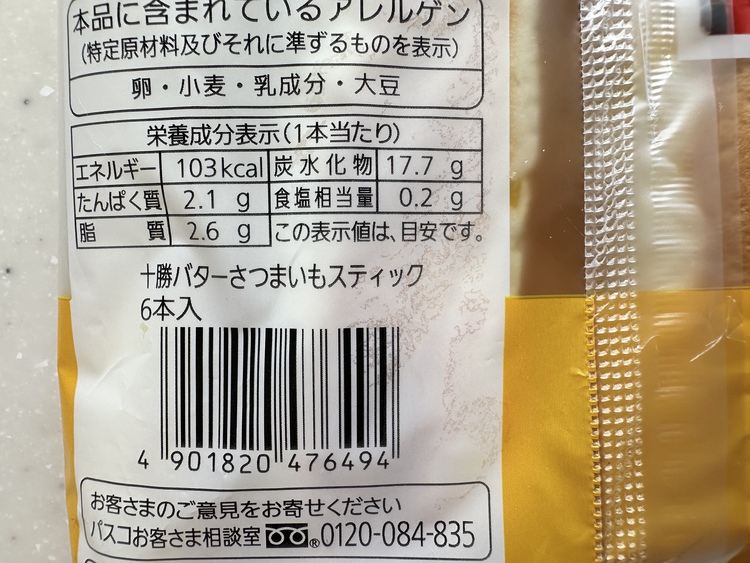 本品に含まれているアレルゲン
(特定原材料及びそれに準ずるものを表示)
卵・小麦・乳成分・大豆
栄養成分表示(1本当たり)
エネルギー 103kcal 炭水化物 17.7 g
たんぱく質 2.1 g 食塩相当量 0.2 g
脂質 2.6 g この表示値は、目安です。
十勝バターさつまいもスティック
6本入
4 901820 476494
お客さまのご意見をお寄せください
パスコお客さま相談室 ® 0120-084-835